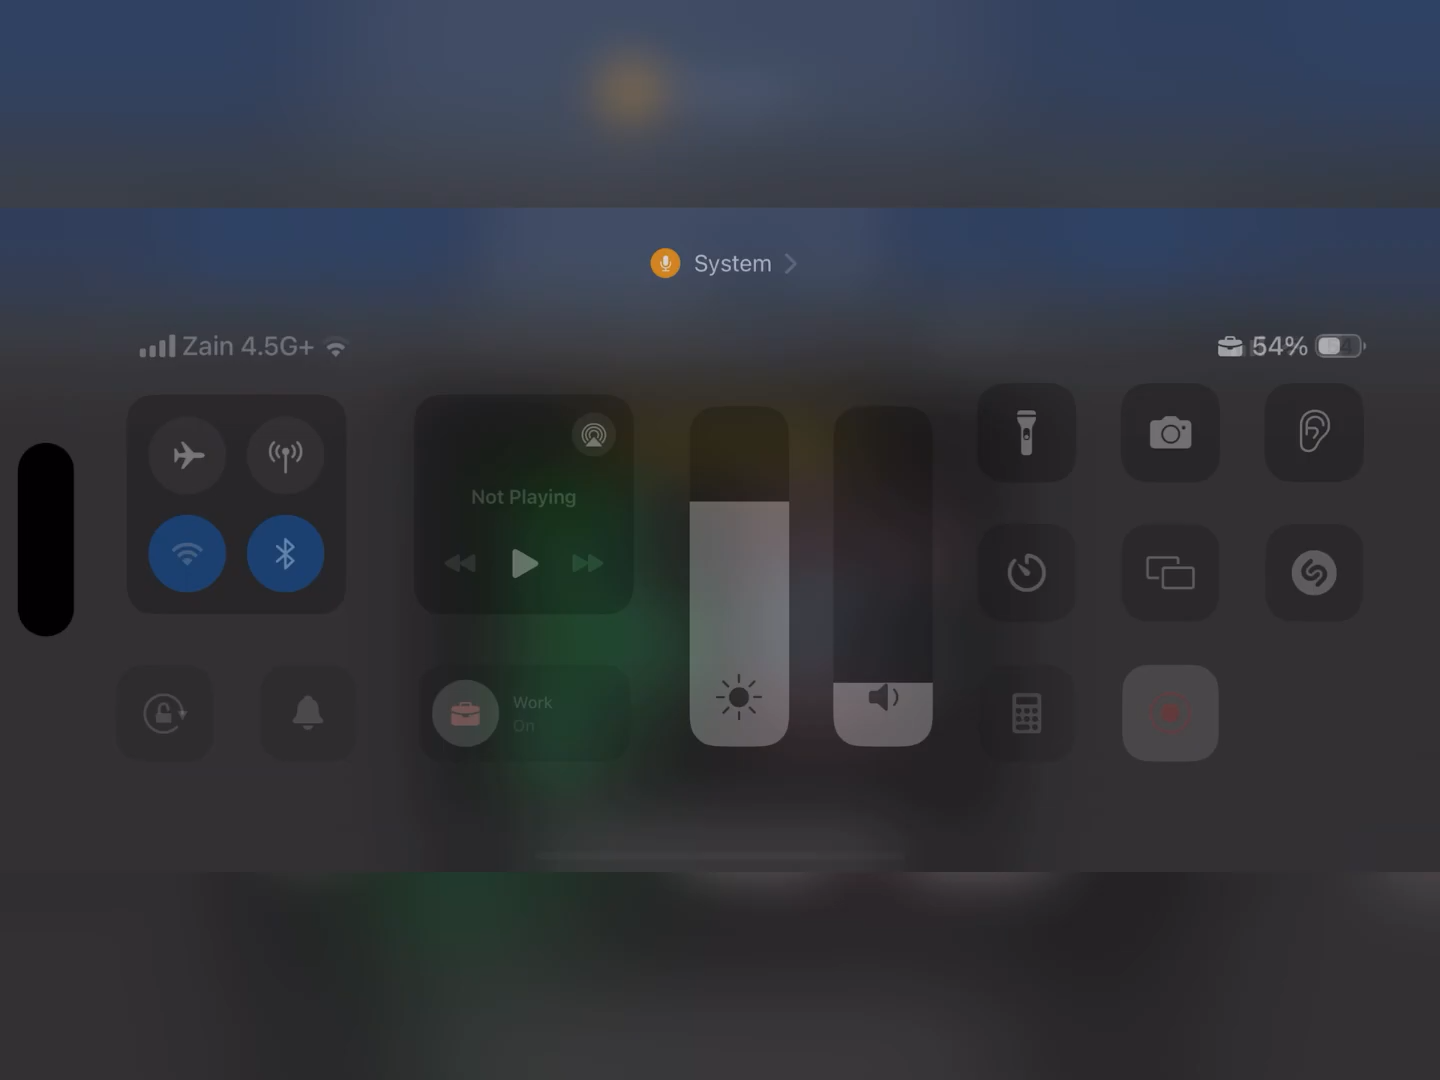 System
Zain 4.5G+
54%
Not Playing
Work
On